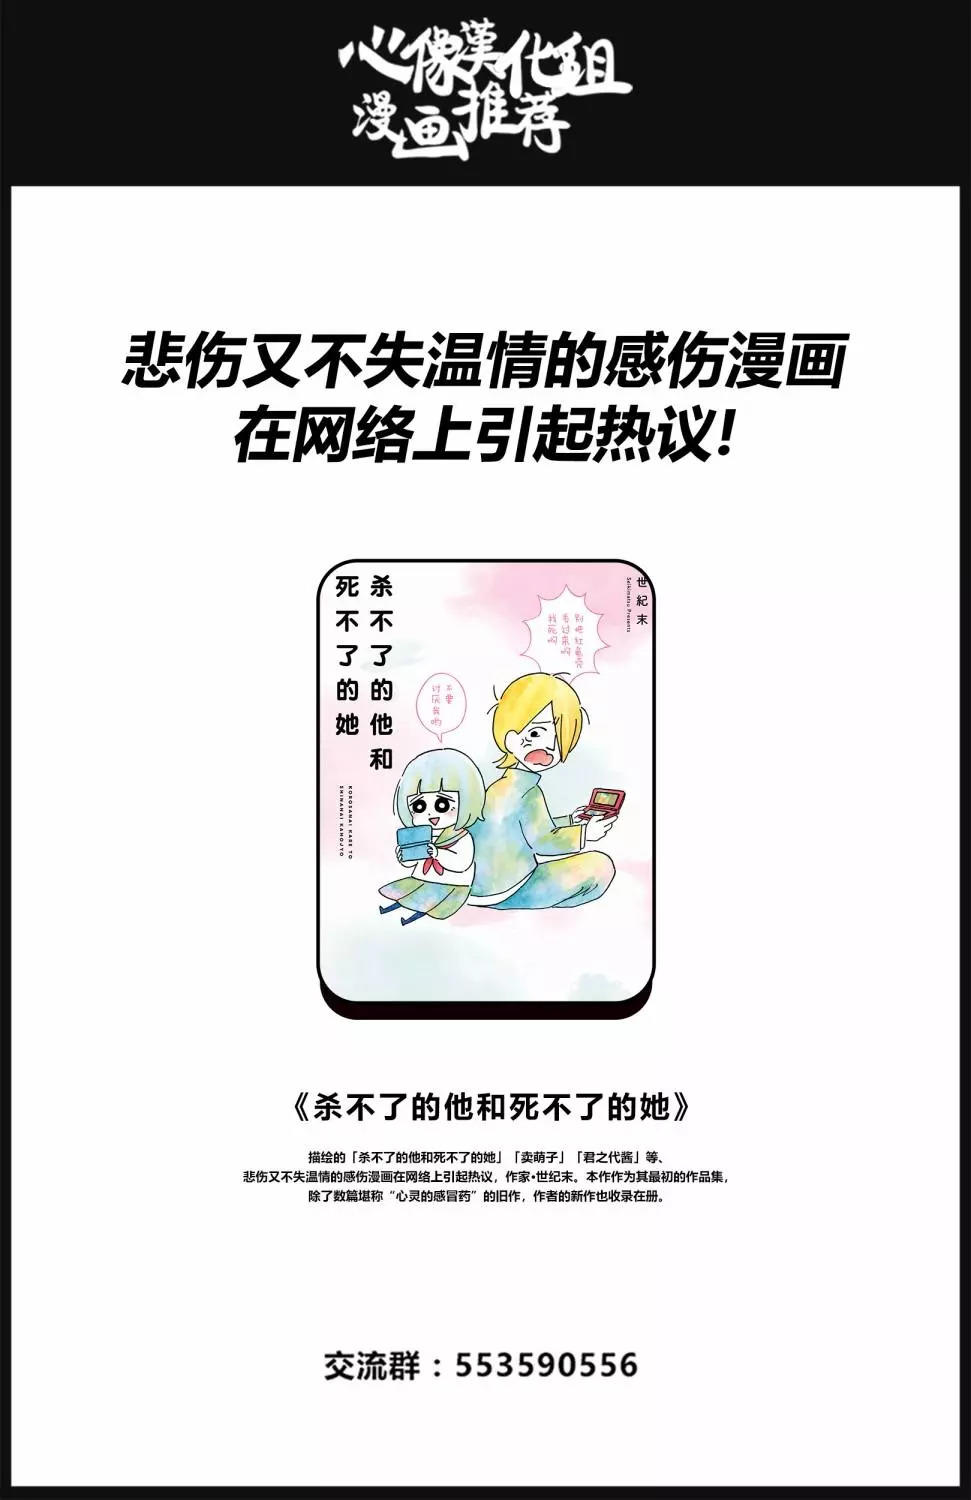 心像漢化組
漫画推荐
悲伤又不失温情的感伤漫画
在网络上引起热议!
杀不了的他和
死不了的她
KOROSANAI KARE TO
SHINANAI KANOJYO
世紀末
Seikimatsu Presents
别把红龟壳
丢过来啊
我死啊
不要
讨厌我哟
《杀不了的他和死不了的她》
描绘的「杀不了的他和死不了的她」「卖萌子」「君之代酱」等、
悲伤又不失温情的感伤漫画在网络上引起热议，作家·世纪末。本作作为其最初的作品集，
除了数篇堪称“心灵的感冒药”的旧作，作者的新作也收录在册。
交流群：553590556